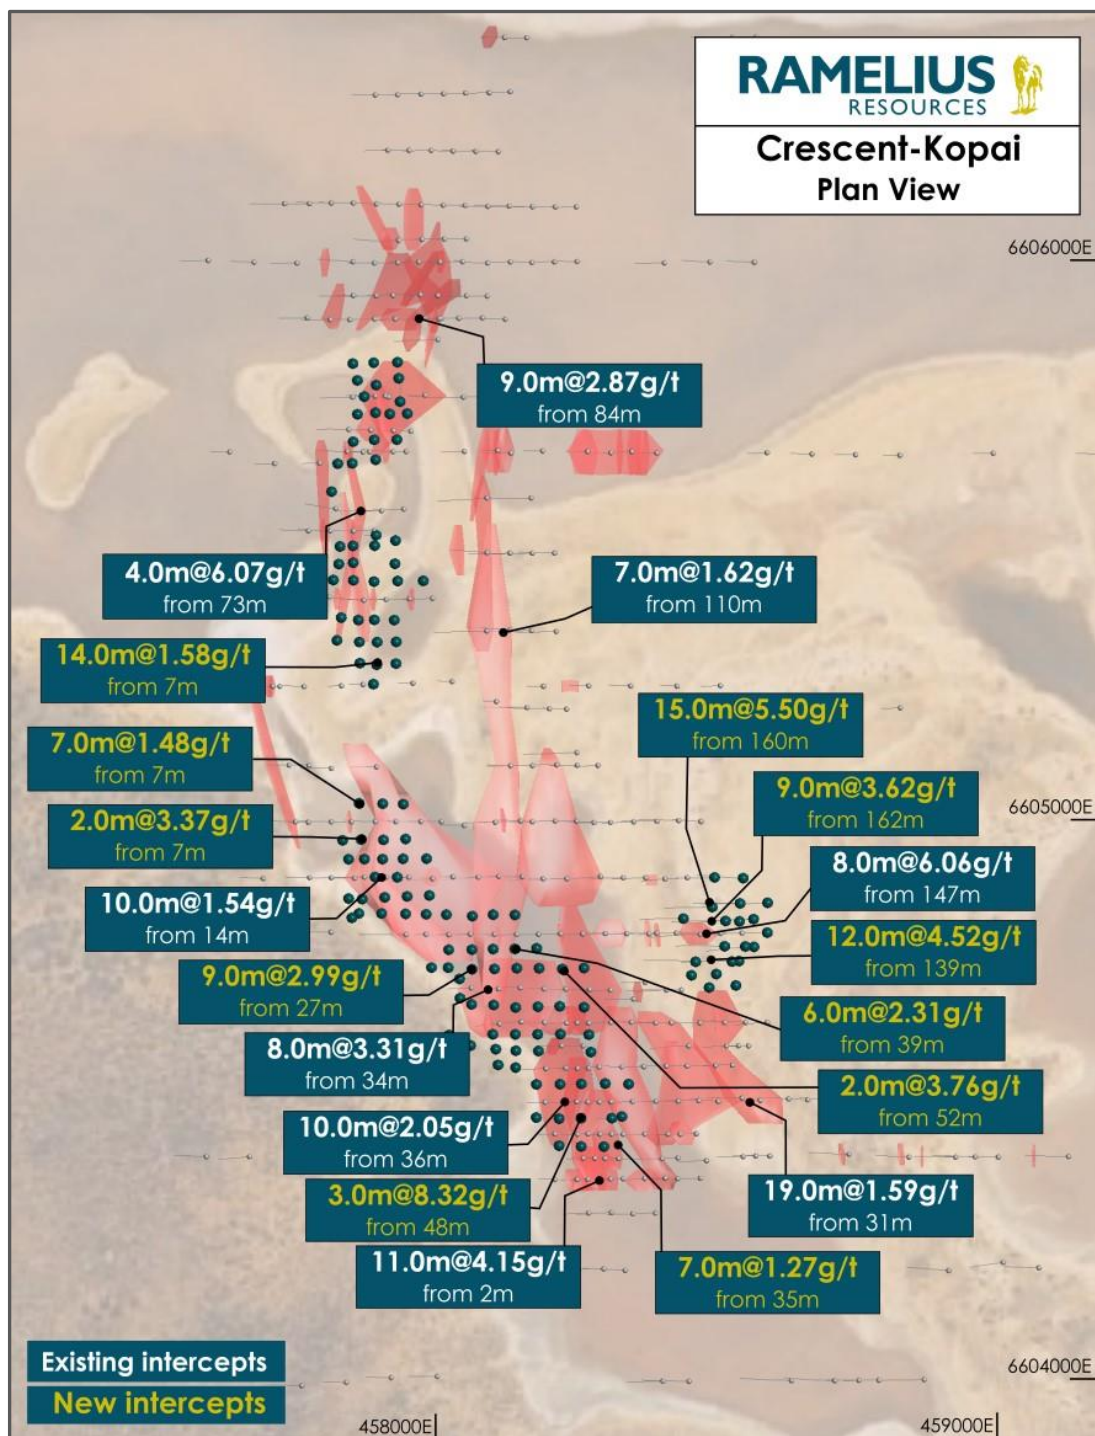 RAMELIUS
RESOURCES
Crescent-Kopai
Plan View
6606000E
9.0m@2.87g/t
from 84m
4.0m@6.07g/t
from 73m
7.0m@1.62g/t
from 110m
14.0m@1.58g/t
from 7m
15.0m@5.50g/t
from 160m
7.0m@1.48g/t
from 7m
9.0m@3.62g/t
from 162m
6605000E
2.0m@3.37g/t
from 7m
8.0m@6.06g/t
from 147m
10.0m@1.54g/t
from 14m
12.0m@4.52g/t
from 139m
9.0m@2.99g/t
from 27m
6.0m@2.31g/t
from 39m
8.0m@3.31g/t
from 34m
2.0m@3.76g/t
from 52m
10.0m@2.05g/t
from 36m
19.0m@1.59g/t
from 31m
3.0m@8.32g/t
from 48m
11.0m@4.15g/t
from 2m
7.0m@1.27g/t
from 35m
Existing intercepts
New intercepts
6604000E
458000E
459000E